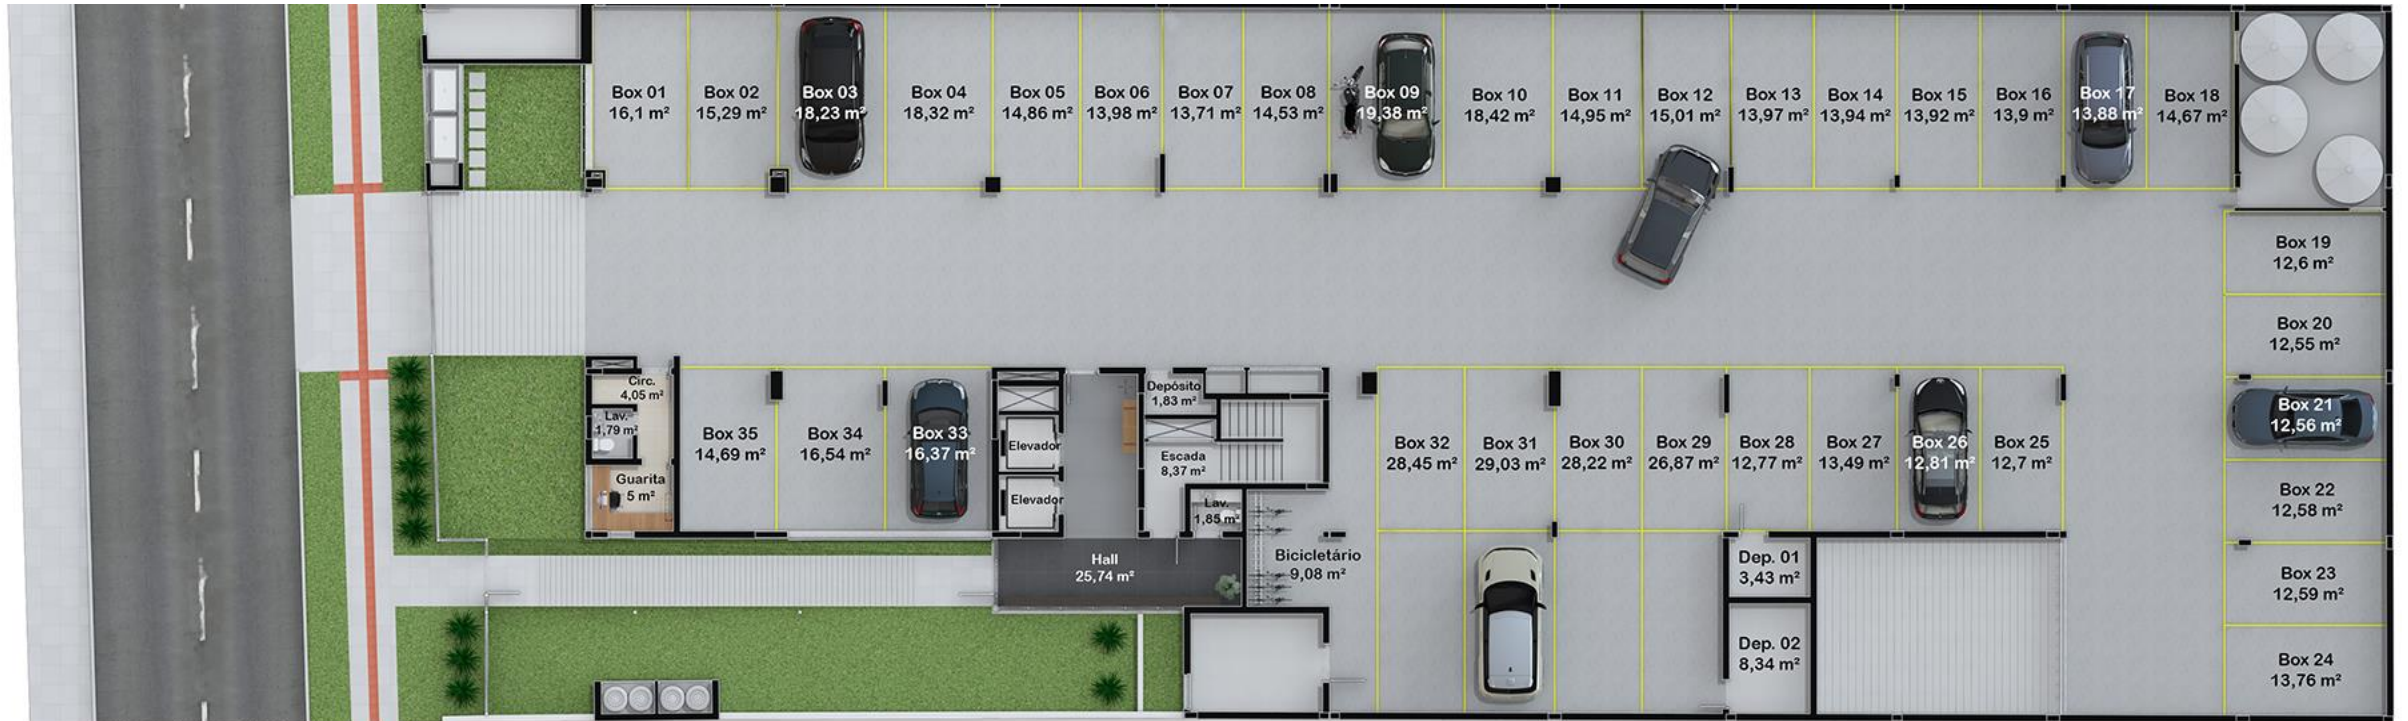 Box 01
16,1 m²
Box 02
15,29 m²
Box 03
18,23 m²
Box 04
18,32 m²
Box 05
14,86 m²
Box 06
13,98 m²
Box 07
13,71 m²
Box 08
14,53 m²
Box 09
19,38 m²
Box 10
18,42 m²
Box 11
14,95 m²
Box 12
15,01 m²
Box 13
13,97 m²
Box 14
13,94 m²
Box 15
13,92 m²
Box 16
13,9 m²
Box 17
13,88 m²
Box 18
14,67 m²
Box 19
12,6 m²
Box 20
12,55 m²
Box 21
12,56 m²
Box 22
12,58 m²
Box 23
12,59 m²
Box 24
13,76 m²
Circ.
4,05 m²
Lav.
1,79 m²
Guarita
5 m²
Box 35
14,69 m²
Box 34
16,54 m²
Box 33
16,37 m²
Elevador
Elevador
Depósito
1,83 m²
Escada
8,37 m²
Lav.
1,85 m²
Hall
25,74 m²
Bicicletário
9,08 m²
Box 32
28,45 m²
Box 31
29,03 m²
Box 30
28,22 m²
Box 29
26,87 m²
Box 28
12,77 m²
Box 27
13,49 m²
Box 26
12,81 m²
Box 25
12,7 m²
Dep. 01
3,43 m²
Dep. 02
8,34 m²